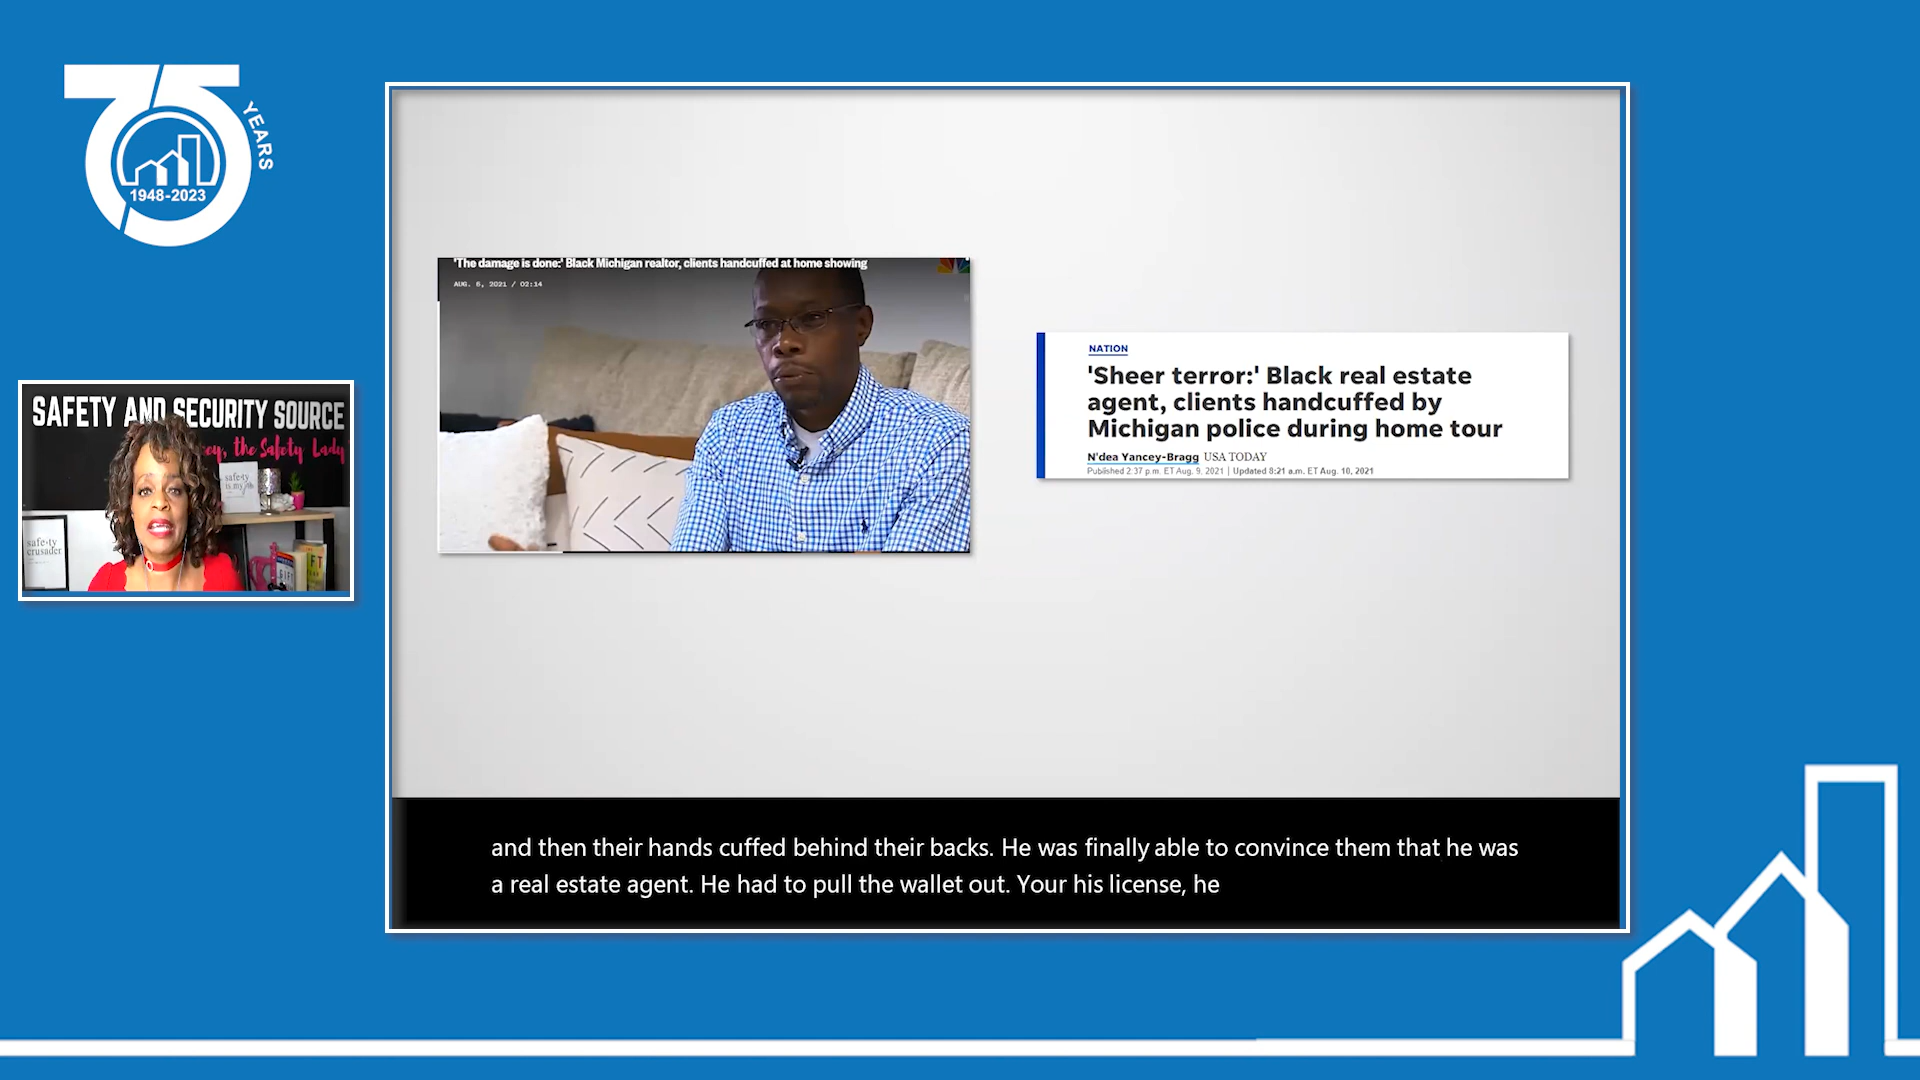 75
YEARS
1948-2023
SAFETY AND SECURITY SOURCE
the Safety Lady
safe·ty
is my
safe·ty
crusader
'The damage is done:' Black Michigan realtor, clients handcuffed at home showing
AUG. 6, 2021 / 02:14
NATION
'Sheer terror:' Black real estate
agent, clients handcuffed by
Michigan police during home tour
N'dea Yancey-Bragg USA TODAY
Published 2:37 p.m. ET Aug. 9, 2021 | Updated 8:21 a.m. ET Aug. 10, 2021
and then their hands cuffed behind their backs. He was finally able to convince them that he was
a real estate agent. He had to pull the wallet out. Your his license, he